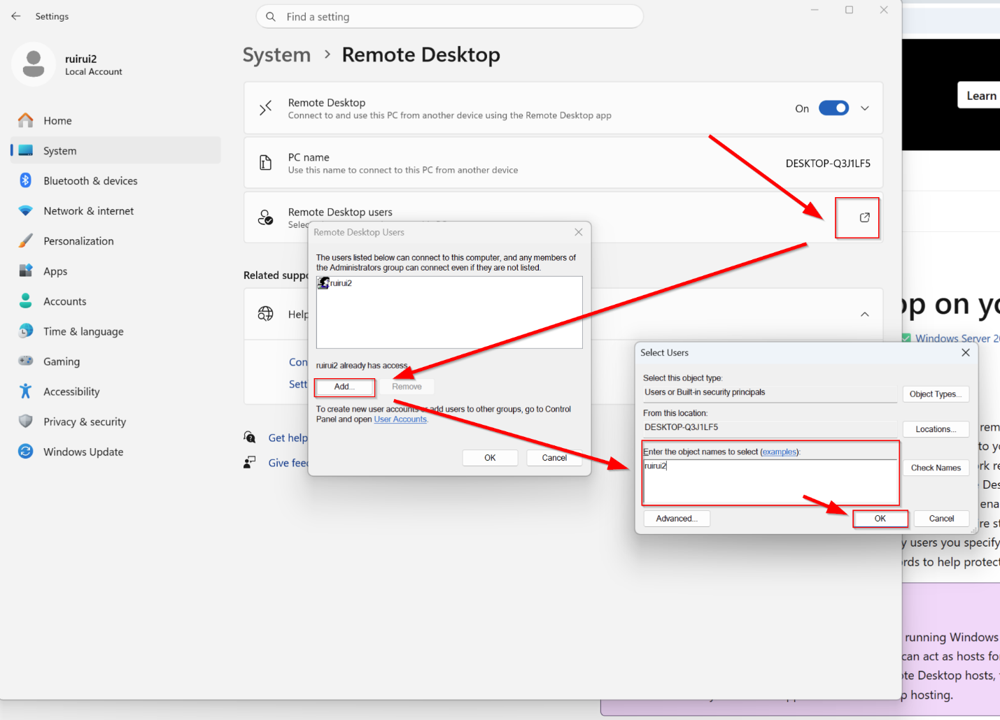 Settings
Find a setting
ruirui2
Local Account
System > Remote Desktop
Home
System
Bluetooth & devices
Network & internet
Personalization
Apps
Accounts
Time & language
Gaming
Accessibility
Privacy & security
Windows Update
Remote Desktop
Connect to and use this PC from another device using the Remote Desktop app
On
PC name
Use this name to connect to this PC from another device
DESKTOP-Q3J1LF5
Remote Desktop users
Selec
Related suppo
Help
Con
Sett
Get help
Give feed
Remote Desktop Users
The users listed below can connect to this computer, and any members of
the Administrators group can connect even if they are not listed.
ruirui2
ruirui2 already has access.
Add...
Remove
To create new user accounts or add users to other groups, go to Control
Panel and open User Accounts.
OK
Cancel
Select Users
Select this object type:
Users or Built-in security principals
Object Types...
From this location:
DESKTOP-Q3J1LF5
Locations...
Enter the object names to select (examples):
ruirui2
Check Names
Advanced...
OK
Cancel
Learn
op on yo
Windows Server 20
rem
to yo
rk re
Des
ena
re st
y users you specify
rds to help protect
running Windows
can act as hosts for
te Desktop hosts,
p hosting.